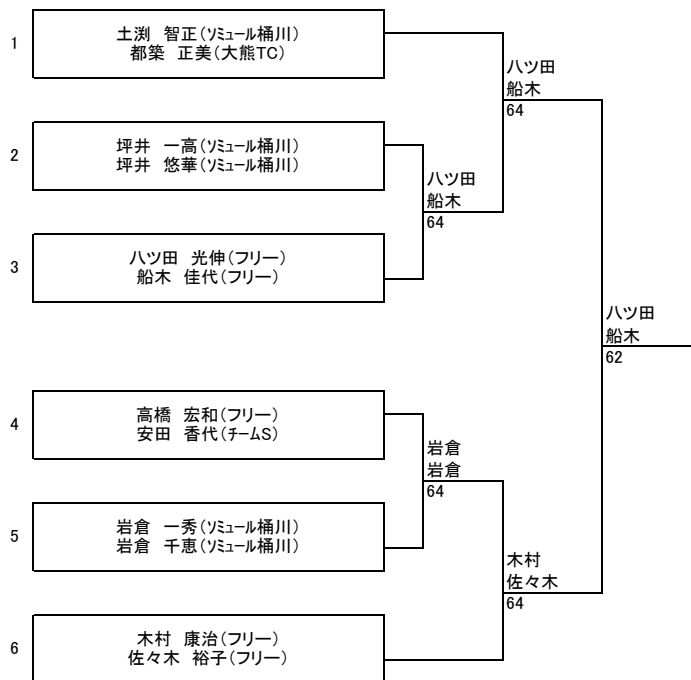 1
土渕 智正(ソミュール桶川)
都築 正美(大熊TC)
2
坪井 一高(ソミュール桶川)
坪井 悠華(ソミュール桶川)
3
八ツ田 光伸(フリー)
船木 佳代(フリー)
八ツ田
船木
64
八ツ田
船木
64
4
高橋 宏和(フリー)
安田 香代(チームS)
5
岩倉 一秀(ソミュール桶川)
岩倉 千恵(ソミュール桶川)
6
木村 康治(フリー)
佐々木 裕子(フリー)
岩倉
岩倉
64
木村
佐々木
64
八ツ田
船木
62